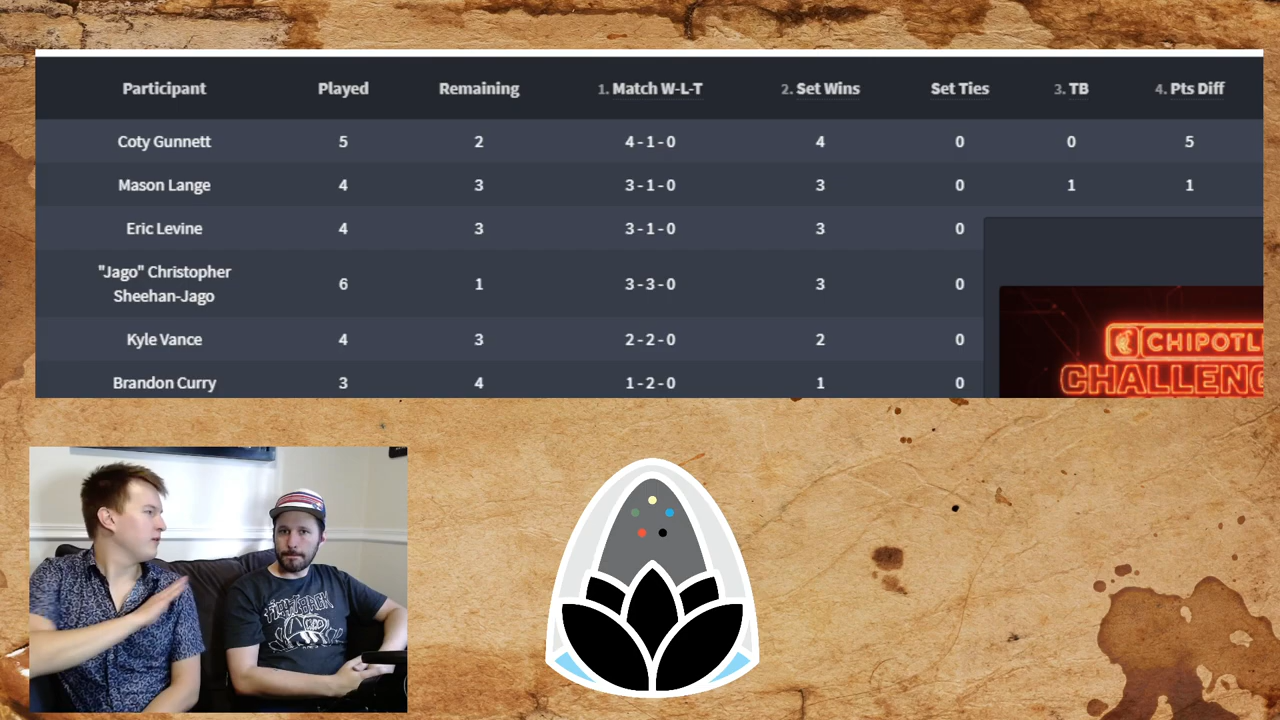 Participant Played Remaining 1. Match W-L-T 2. Set Wins Set Ties 3. TB 4. Pts Diff
Coty Gunnett 5 2 4 - 1 - 0 4 0 0 5
Mason Lange 4 3 3 - 1 - 0 3 0 1 1
Eric Levine 4 3 3 - 1 - 0 3 0
"Jago" Christopher
Sheehan-Jago 6 1 3 - 3 - 0 3 0
Kyle Vance 4 3 2 - 2 - 0 2 0
Brandon Curry 3 4 1 - 2 - 0 1 0
CHIPOTL
CHALLENG